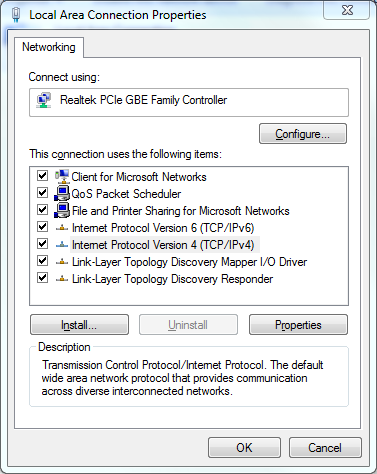 Local Area Connection Properties
Networking
Connect using:
Realtek PCIe GBE Family Controller
Configure...
This connection uses the following items:
Client for Microsoft Networks
QoS Packet Scheduler
File and Printer Sharing for Microsoft Networks
Internet Protocol Version 6 (TCP/IPv6)
Internet Protocol Version 4 (TCP/IPv4)
Link-Layer Topology Discovery Mapper I/O Driver
Link-Layer Topology Discovery Responder
Install... Uninstall Properties
Description
Transmission Control Protocol/Internet Protocol. The default
wide area network protocol that provides communication
across diverse interconnected networks.
OK Cancel